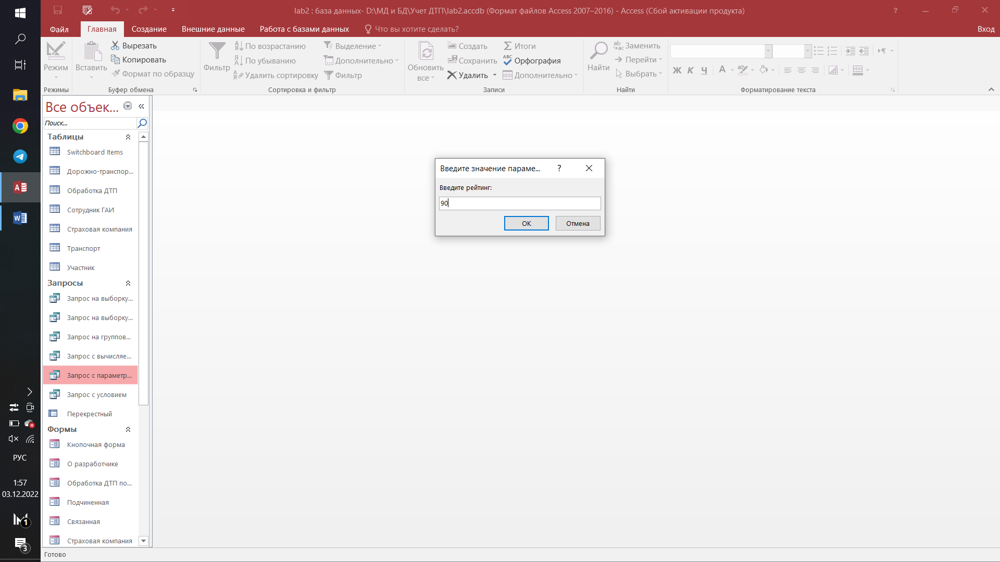 lab2 : база данных- D:\МД и БД\Учет ДТП\lab2.accdb (Формат файлов Access 2007–2016) - Access (Сбой активации продукта)
?
Файл Главная Создание Внешние данные Работа с базами данных Что вы хотите сделать? Вход
Режим
Режимы
Вставить
Вырезать
Копировать
Формат по образцу
Буфер обмена
Фильтр
По возрастанию
По убыванию
Удалить сортировку
Выделение
Дополнительно
Фильтр
Сортировка и фильтр
Обновить
все
Создать
Сохранить
Удалить
Итоги
Орфография
Дополнительно
Записи
Найти
Заменить
Перейти
Выбрать
Найти
Ж К Ч А
Форматирование текста
Все объек...
Поиск...
Таблицы
Switchboard Items
Дорожно-транспор...
Обработка ДТП
Сотрудник ГАИ
Страховая компания
Транспорт
Участник
Запросы
Запрос на выборку...
Запрос на выборку...
Запрос на группов...
Запрос с вычисляе...
Запрос с параметр...
Запрос с условием
Перекрестный
Формы
Кнопочная форма
О разработчике
Обработка ДТП по...
Подчиненная
Связанная
Страховая компания
Готово
Введите значение параме... ?
Введите рейтинг:
90
ОК Отмена
РУС
1:57
03.12.2022
1
3